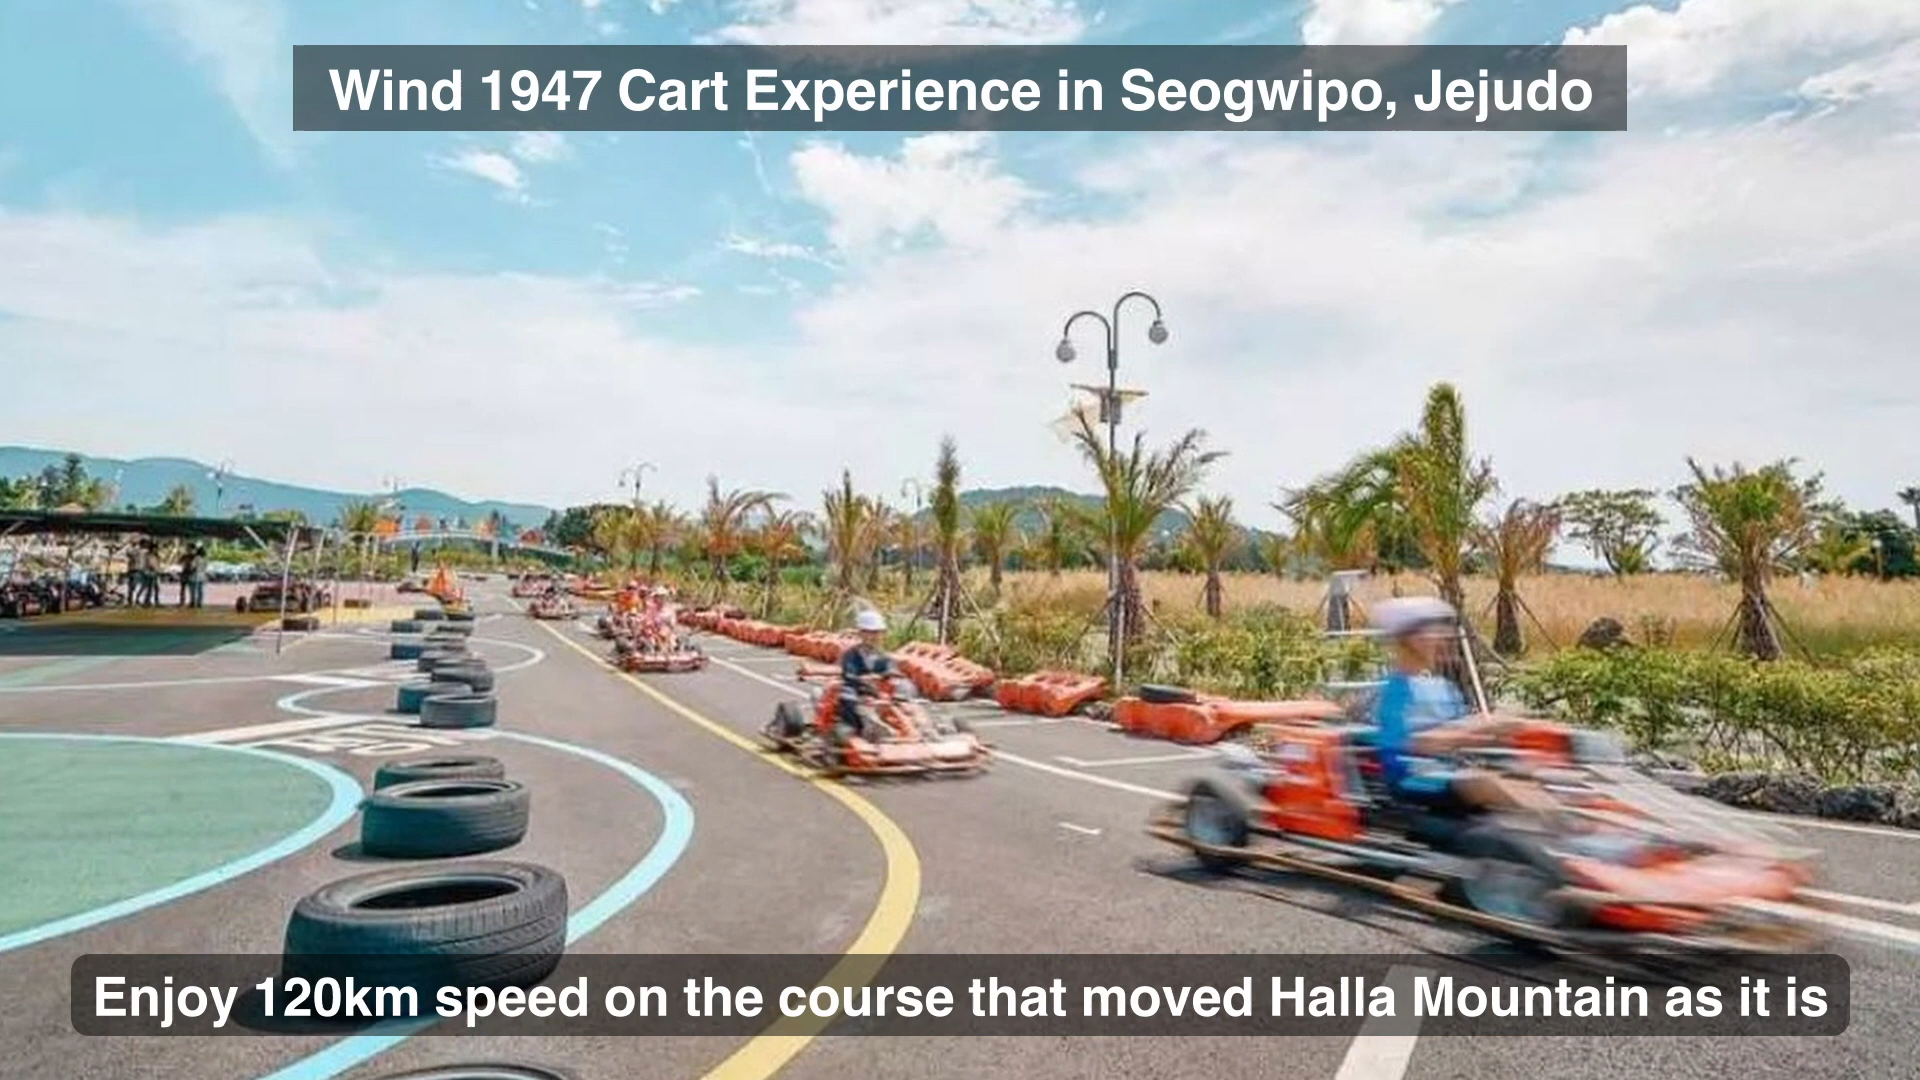 Wind 1947 Cart Experience in Seogwipo, Jejudo
Enjoy 120km speed on the course that moved Halla Mountain as it is